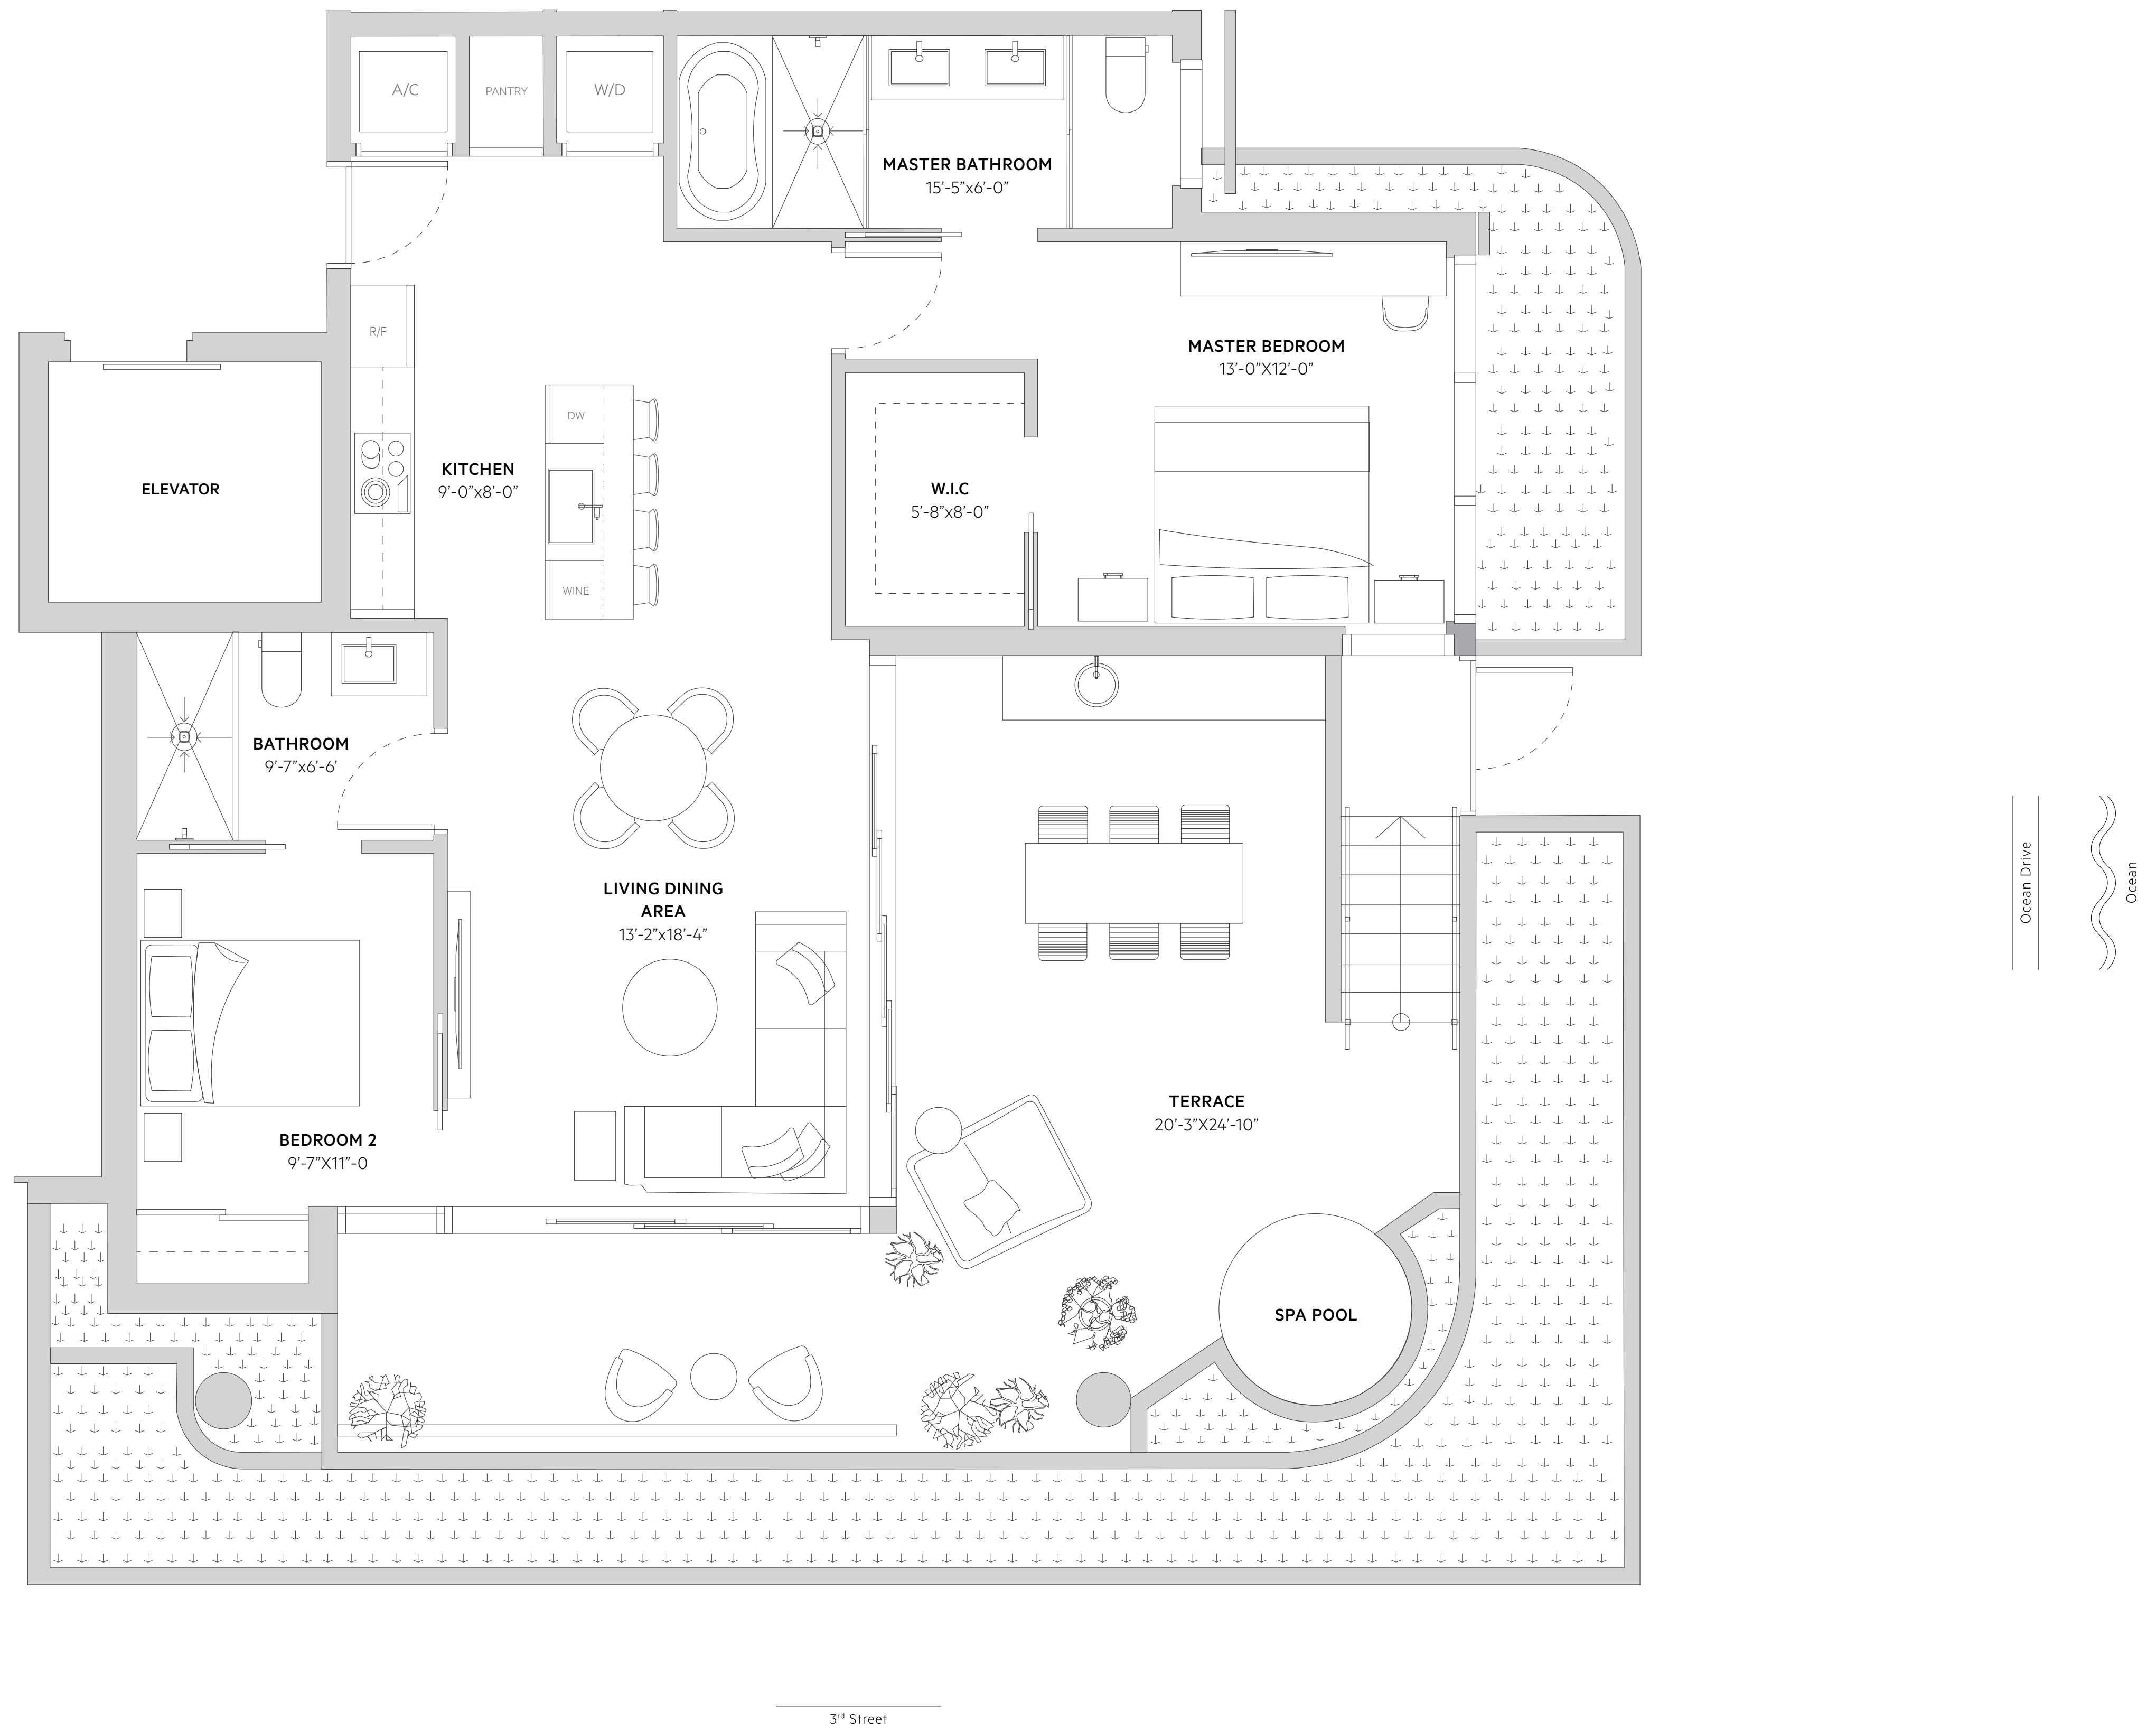 A/C
PANTRY
W/D
MASTER BATHROOM
15’-5”x6’-0”
R/F
MASTER BEDROOM
13’-0”X12’-0”
DW
KITCHEN
9’-0”x8’-0”
ELEVATOR
W.I.C
5’-8”x8’-0”
WINE
BATHROOM
9’-7”x6’-6’
LIVING DINING
AREA
13’-2”x18’-4”
Ocean Drive
Ocean
TERRACE
20’-3”X24’-10”
BEDROOM 2
9’-7”X11”-0
SPA POOL
3rd Street